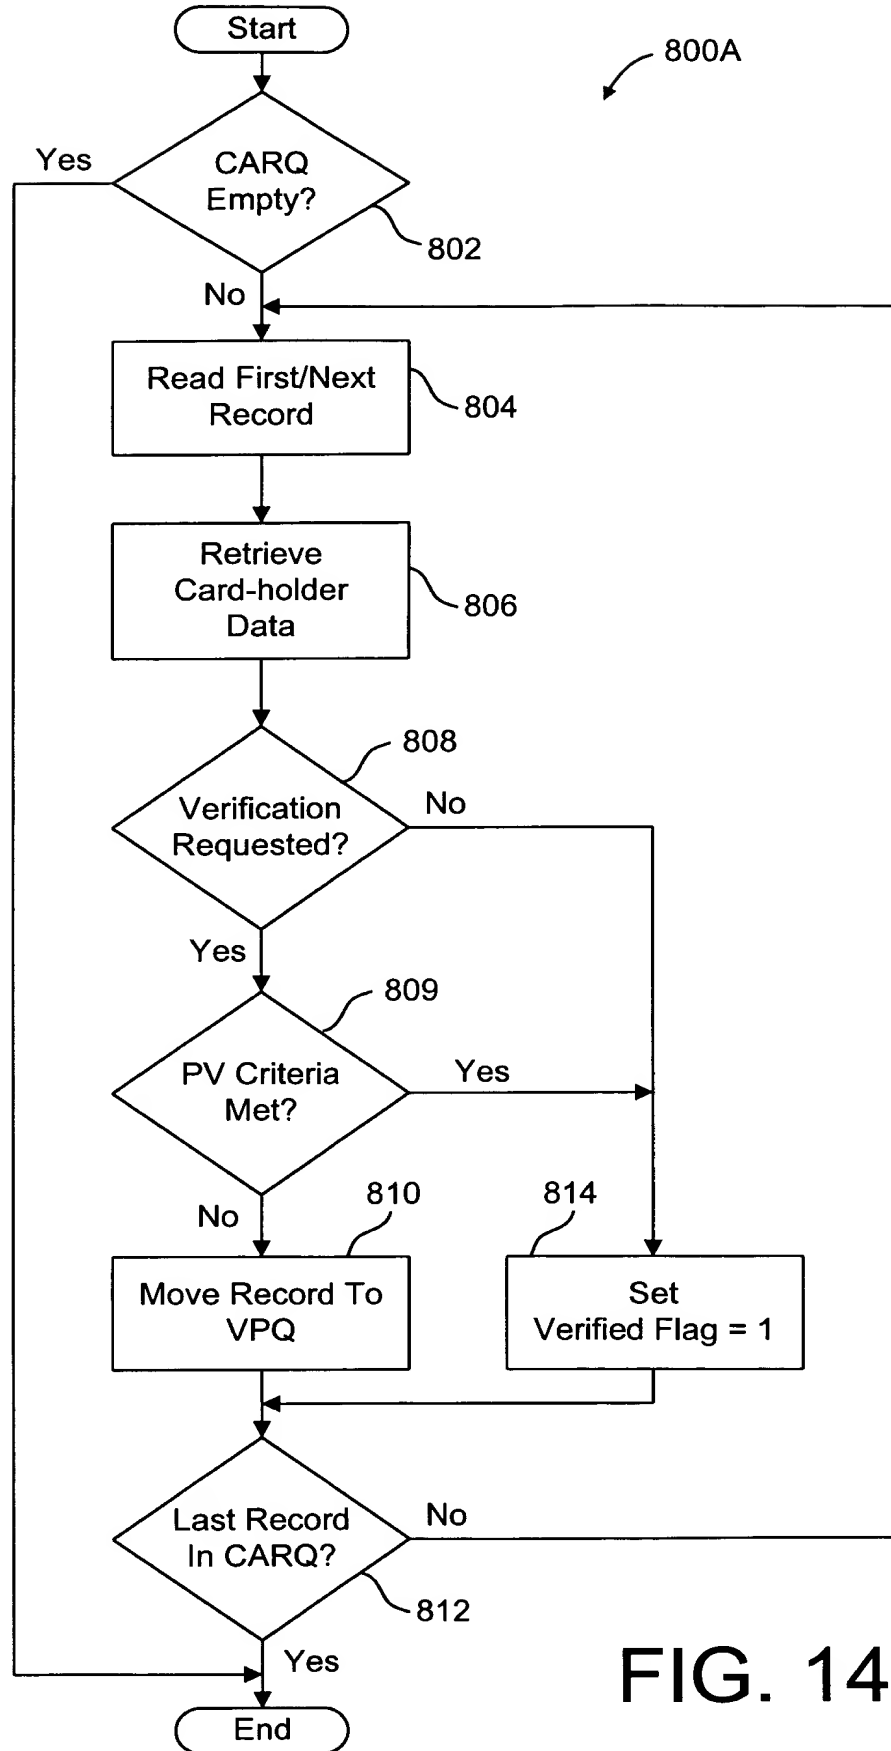 Start
800A
Yes
CARQ
Empty?
802
No
Read First/Next
Record
804
Retrieve
Card-holder
Data
806
808
Verification
Requested?
No
Yes
809
PV Criteria
Met?
Yes
No
810
814
Move Record To
VPQ
Set
Verified Flag = 1
Last Record
In CARQ?
No
812
Yes
End
FIG. 14